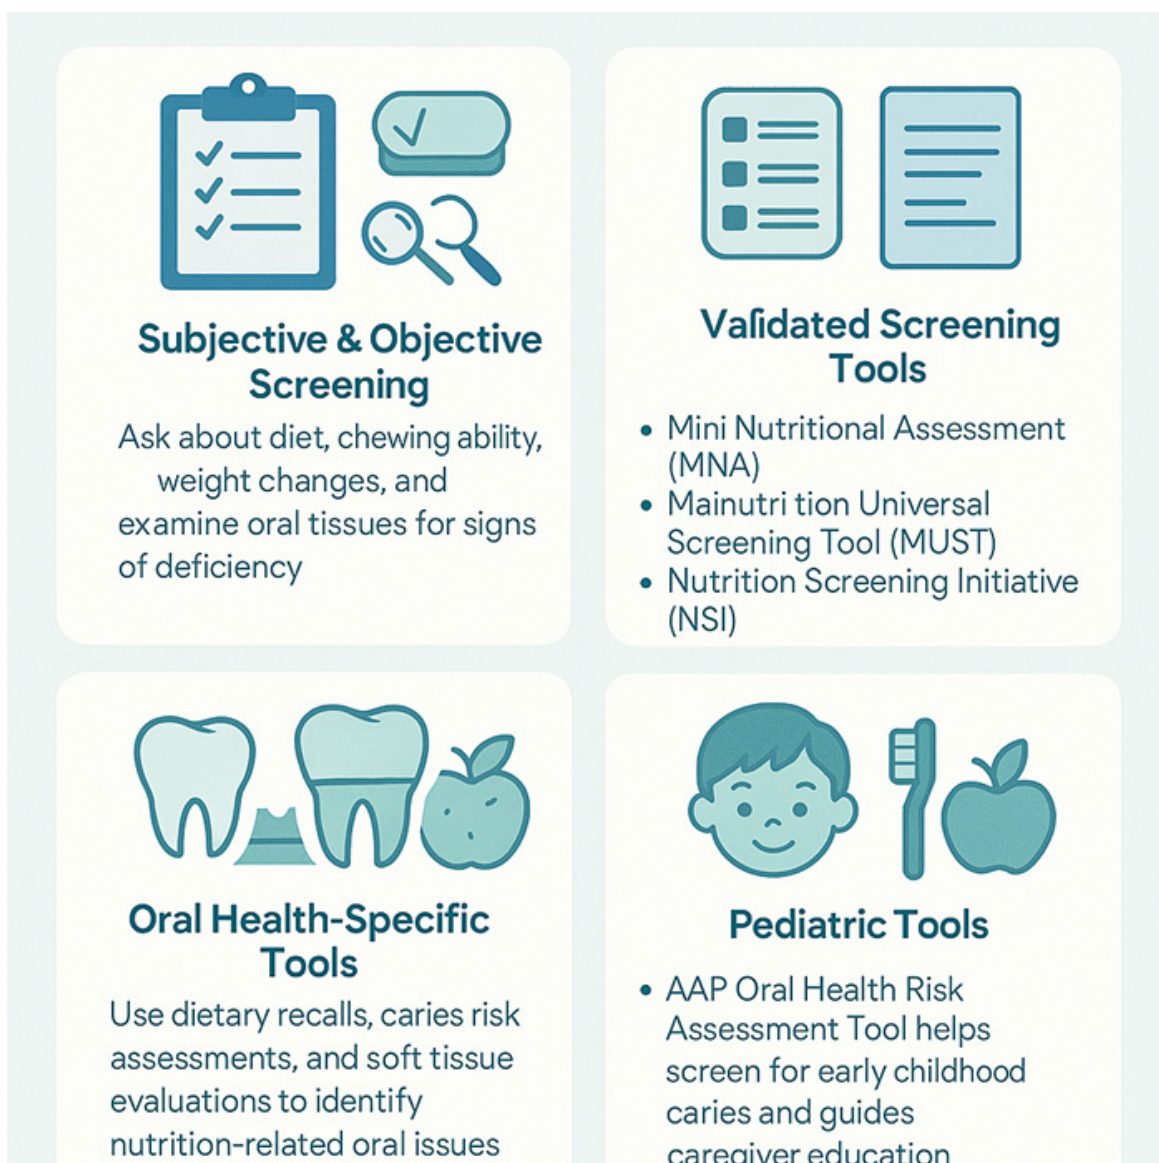 Subjective & Objective
Screening
Ask about diet, chewing ability,
weight changes, and
examine oral tissues for signs
of deficiency
Vafidated Screening
Tools
• Mini Nutritional Assessment
(MNA)
• Mainutri tion Universal
Screening Tool (MUST)
• Nutrition Screening Initiative
(NSI)
Oral Health-Specific
Tools
Use dietary recalls, caries risk
assessments, and soft tissue
evaluations to identify
nutrition-related oral issues
Pediatric Tools
• AAP Oral Health Risk
Assessment Tool helps
screen for early childhood
caries and guides
caregiver education